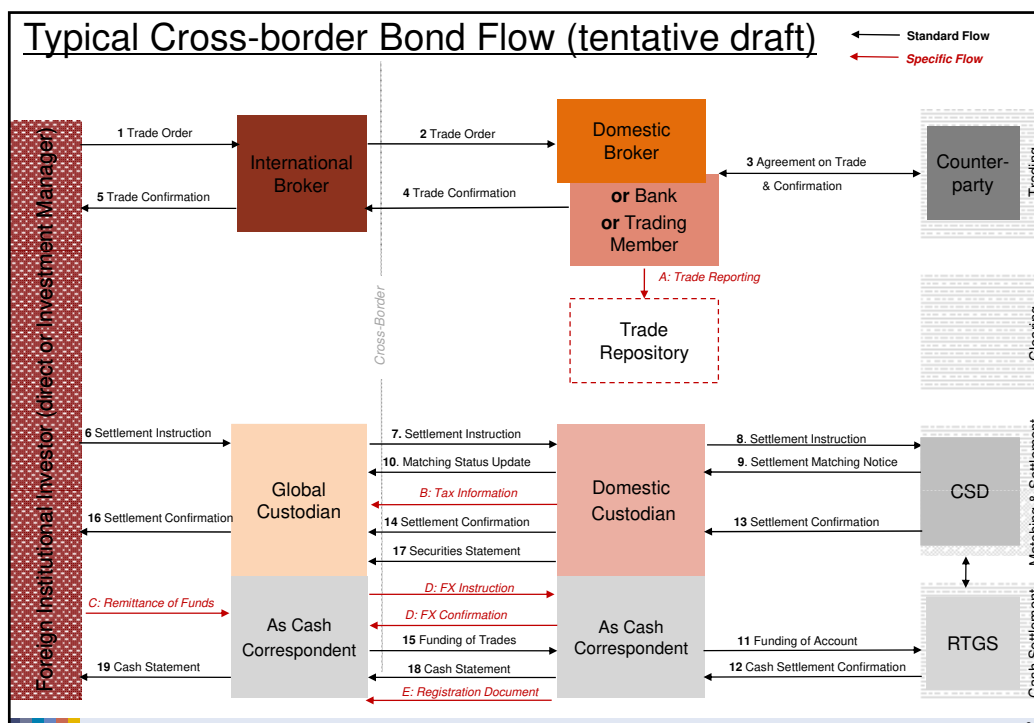 Typical Cross-border Bond Flow (tentative draft)
Standard Flow
Specific Flow
Foreign Institutional Investor (direct or Investment Manager)
1 Trade Order
International
Broker
2 Trade Order
Domestic
Broker
or Bank
or Trading
Member
3 Agreement on Trade
& Confirmation
Counter-
party
Trading
5 Trade Confirmation
4 Trade Confirmation
A: Trade Reporting
Trade
Repository
Cross-Border
Clearing
6 Settlement Instruction
7. Settlement Instruction
8. Settlement Instruction
10. Matching Status Update
9. Settlement Matching Notice
Global
Custodian
B: Tax Information
Domestic
Custodian
CSD
Matching & Settlement
16 Settlement Confirmation
14 Settlement Confirmation
13 Settlement Confirmation
17 Securities Statement
D: FX Instruction
C: Remittance of Funds
D: FX Confirmation
As Cash
Correspondent
15 Funding of Trades
As Cash
Correspondent
11 Funding of Account
RTGS
Cash Settlement
19 Cash Statement
18 Cash Statement
12 Cash Settlement Confirmation
E: Registration Document